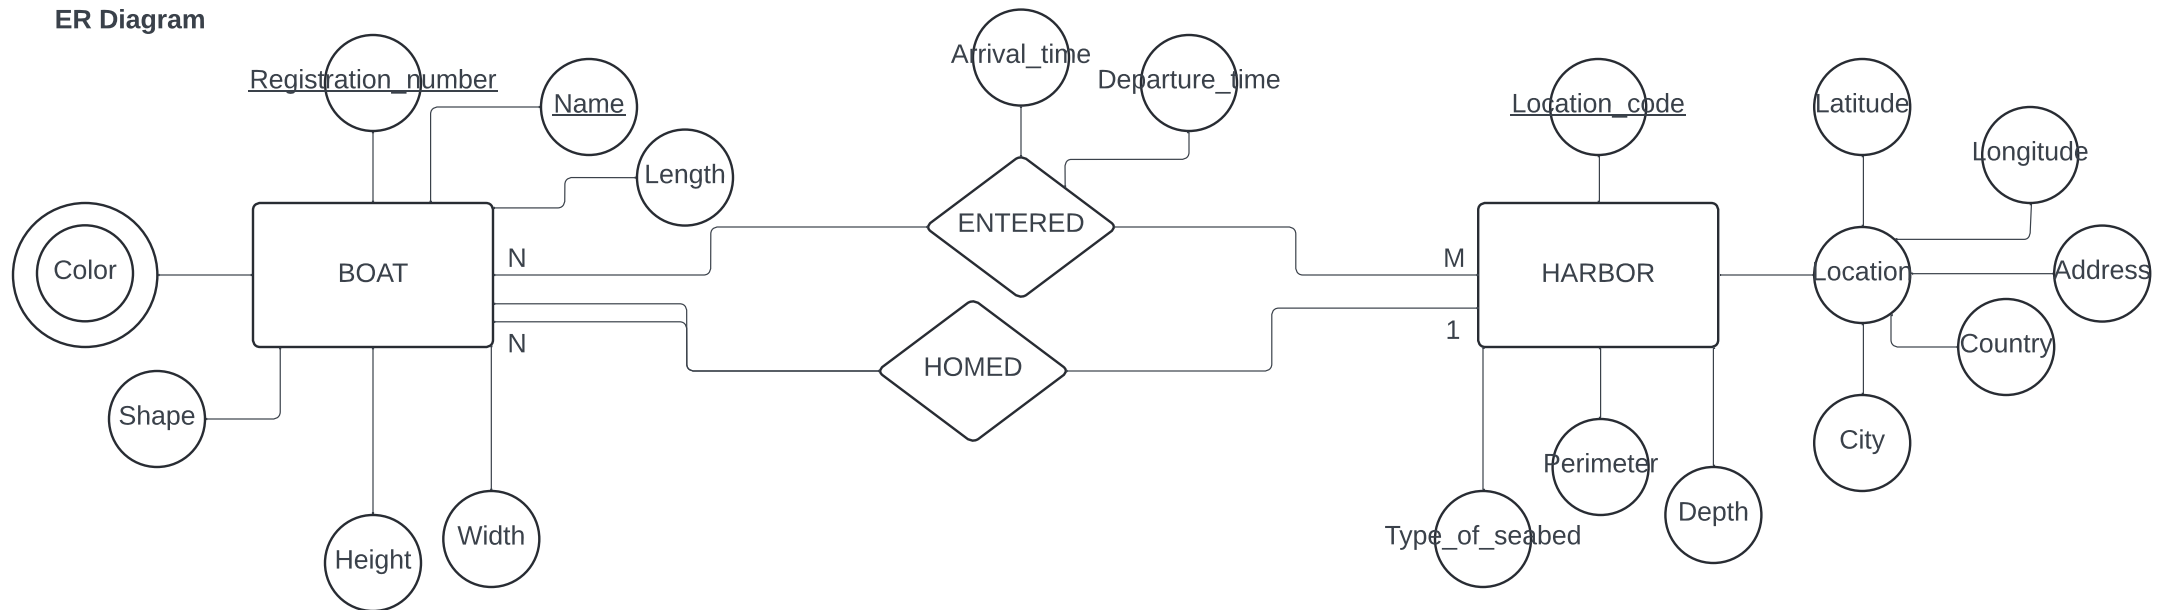 ER Diagram
Registration_number
Name
Length
Color
BOAT
Shape
Height
Width
Arrival_time
Departure_time
ENTERED
N
M
HOMED
N
1
Location_code
HARBOR
Type_of_seabed
Perimeter
Depth
Latitude
Longitude
Location
Address
Country
City